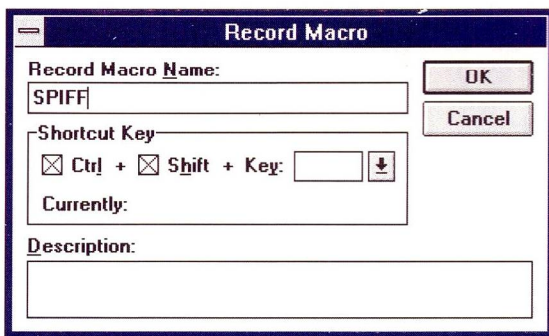 Record Macro
Record Macro Name:
SPIFF
OK
Cancel
Shortcut Key
Ctrl + Shift + Key:
Currently:
Description: